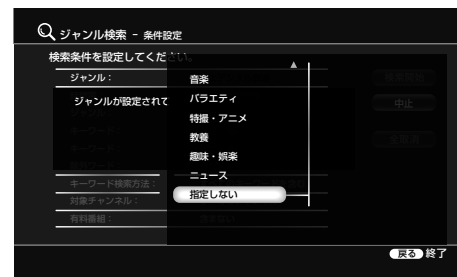 ジャンル検索 - 条件設定
検索条件を設定してください。
ジャンル：
ジャンルが設定されて
キーワード検索方法：
対象チャンネル：
有料番組：
▲
音楽
バラエティ
特撮・アニメ
教養
趣味・娯楽
ニュース
指定しない
検索開始
中止
戻る 終了